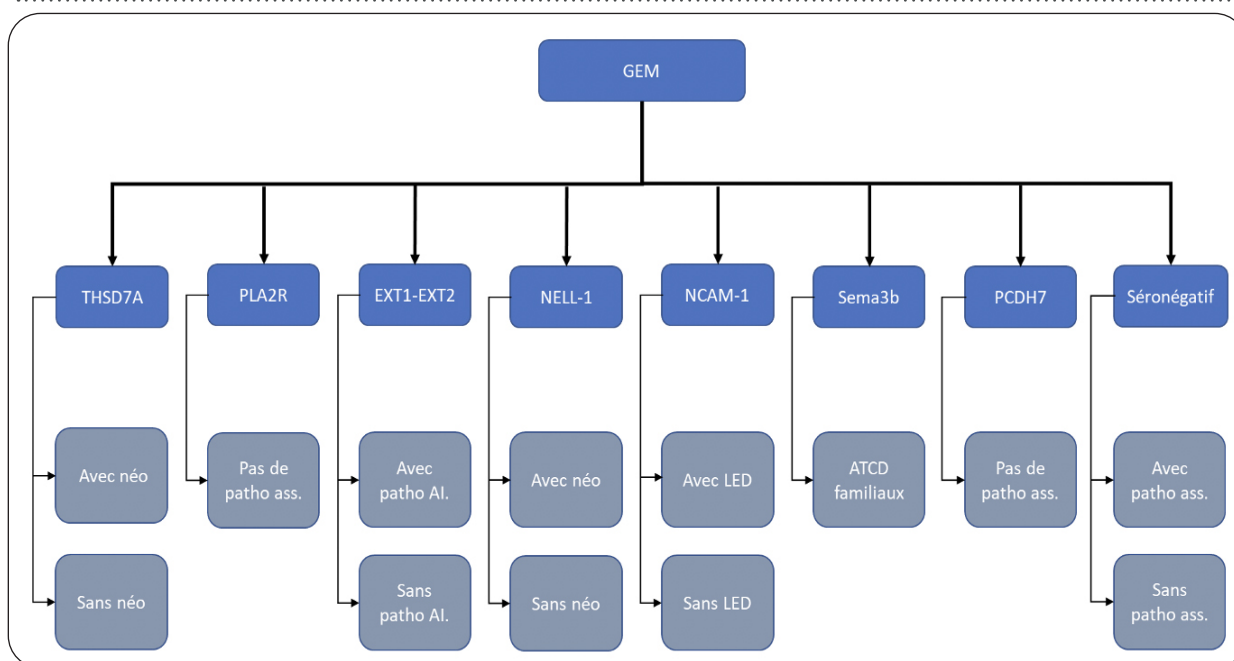 GEM
THSD7A
PLA2R
EXT1-EXT2
NELL-1
NCAM-1
Sema3b
PCDH7
Séronégatif
Avec néo
Pas de
patho ass.
Avec
patho AI.
Avec néo
Avec LED
ATCD
familiaux
Pas de
patho ass.
Avec
patho ass.
Sans néo
Sans
patho AI.
Sans néo
Sans LED
Sans
patho ass.